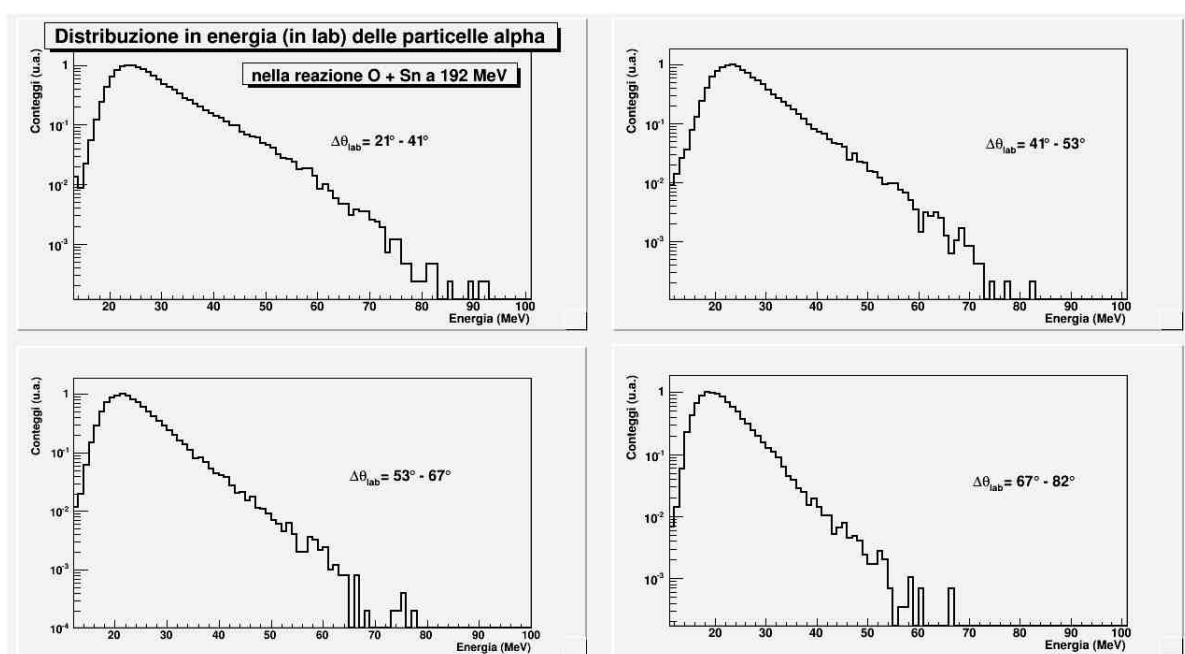 Distribuzione in energia (in lab) delle particelle alpha
nella reazione O + Sn a 192 MeV
Conteggi (u.a.)
1
10-1
10-2
10-3
Δθlab= 21° - 41°
20 30 40 50 60 70 80 90 100
Energia (MeV)
Conteggi (u.a.)
1
10-1
10-2
10-3
Δθlab= 41° - 53°
20 30 40 50 60 70 80 90 100
Energia (MeV)
Conteggi (u.a.)
1
10-1
10-2
10-3
10-4
Δθlab= 53° - 67°
20 30 40 50 60 70 80 90 100
Energia (MeV)
Conteggi (u.a.)
1
10-1
10-2
10-3
Δθlab= 67° - 82°
20 30 40 50 60 70 80 90 100
Energia (MeV)